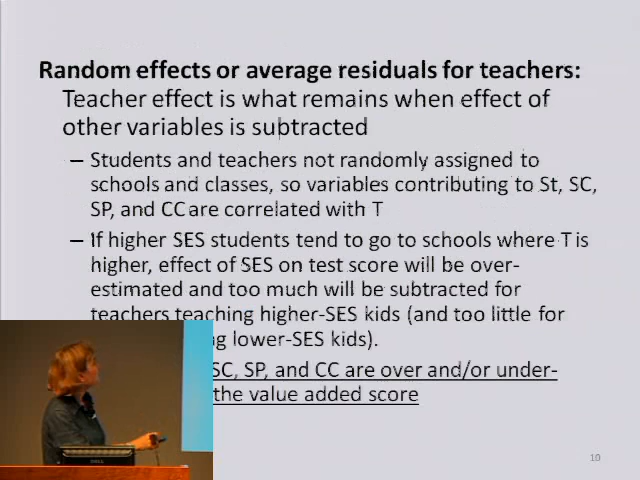 Random effects or average residuals for teachers:
Teacher effect is what remains when effect of
other variables is subtracted
– Students and teachers not randomly assigned to
schools and classes, so variables contributing to St, SC,
SP, and CC are correlated with T
– If higher SES students tend to go to schools where T is
higher, effect of SES on test score will be over-
estimated and too much will be subtracted for
teachers teaching higher-SES kids (and too little for
g lower-SES kids).
SC, SP, and CC are over and/or under-
the value added score
DELL
10